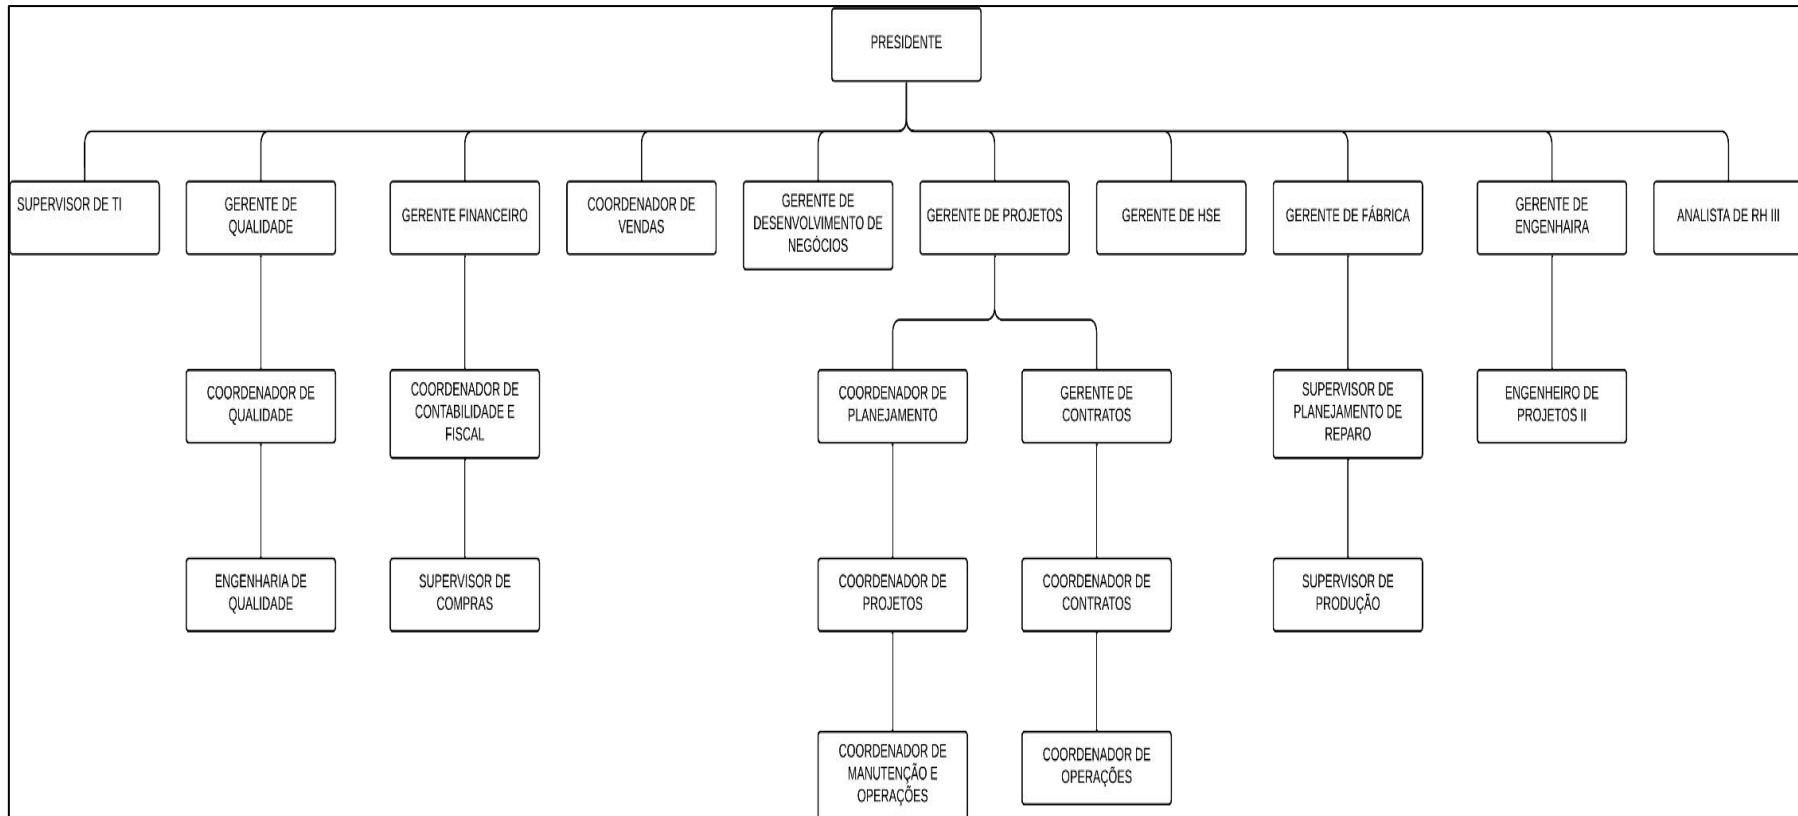 PRESIDENTE
SUPERVISOR DE TI
GERENTE DE
QUALIDADE
GERENTE FINANCEIRO
COORDENADOR DE
VENDAS
GERENTE DE
DESENVOLVIMENTO DE
NEGÓCIOS
GERENTE DE PROJETOS
GERENTE DE HSE
GERENTE DE FÁBRICA
GERENTE DE
ENGENHAIRA
ANALISTA DE RH III
COORDENADOR DE
QUALIDADE
COORDENADOR DE
CONTABILIDADE E
FISCAL
COORDENADOR DE
PLANEJAMENTO
GERENTE DE
CONTRATOS
SUPERVISOR DE
PLANEJAMENTO DE
REPARO
ENGENHEIRO DE
PROJETOS II
ENGENHARIA DE
QUALIDADE
SUPERVISOR DE
COMPRAS
COORDENADOR DE
PROJETOS
COORDENADOR DE
CONTRATOS
SUPERVISOR DE
PRODUÇÃO
COORDENADOR DE
MANUTENÇÃO E
OPERAÇÕES
COORDENADOR DE
OPERAÇÕES